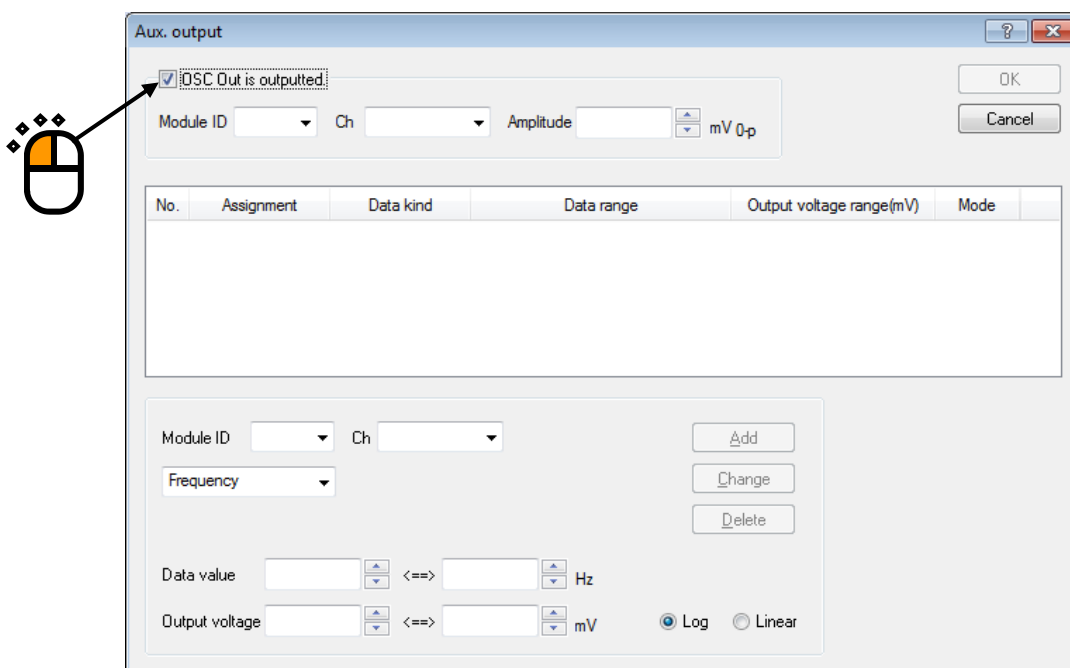 Aux. output
OSC Out is outputted.
OK
Module ID Ch Amplitude mV 0-p
Cancel
No. Assignment Data kind Data range Output voltage range(mV) Mode
Module ID Ch Add
Frequency Change
Delete
Data value <==> Hz
Output voltage <==> mV Log Linear